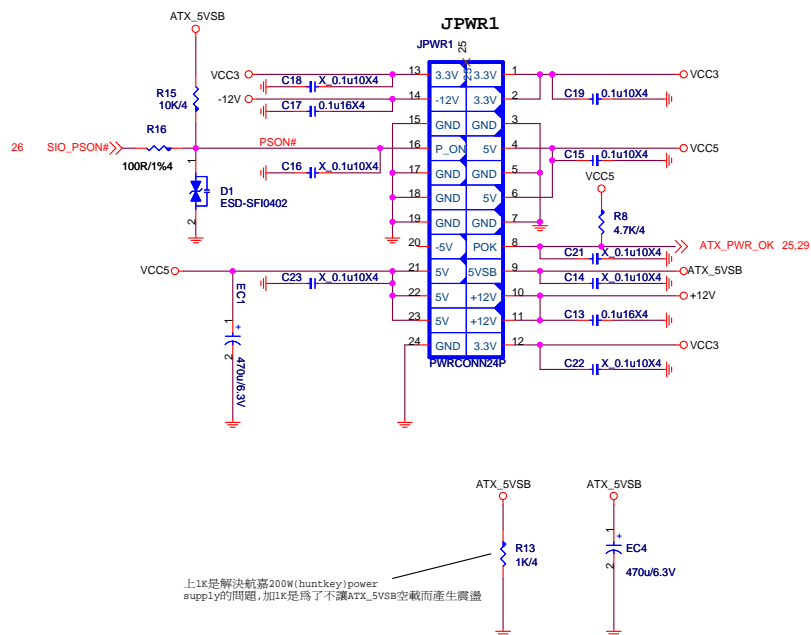 JPWR1
ATX_5VSB
JPWR1
25
25
VCC3 13 3.3V 3.3V 1 VCC3
C18 X_0.1u10X4
R15
10K/4
-12V 14 -12V 3.3V 2
C19 X_0.1u10X4
C17 0.1u16X4
R16
15 GND GND 3
26 SIO_PSON# PSON# 16 P_ON 5V 4 VCC5
100R/1%4
C16 X_0.1u10X4
C15 X_0.1u10X4
1
17 GND GND 5
VCC5
D1
ESD-SFI0402
18 GND 5V 6
2
R8
4.7K/4
19 GND GND 7
20 -5V POK 8 ATX_PWR_OK 25,29
C21 X_0.1u10X4
VCC5 21 5V 5VSB 9 ATX_5VSB
C23 X_0.1u10X4
C14 X_0.1u10X4
EC1
22 5V +12V 10 +12V
1
+
23 5V +12V 11
C13 0.1u16X4
2
24 GND 3.3V 12 VCC3
470u/6.3V
PWRCONN24P
C22 X_0.1u10X4
ATX_5VSB
ATX_5VSB
1
+
R13
1K/4
EC4
2
470u/6.3V
上1K是解決航嘉200W(huntkey)power
supply的問題,加1K是爲了不讓ATX_5VSB空載而產生震盪